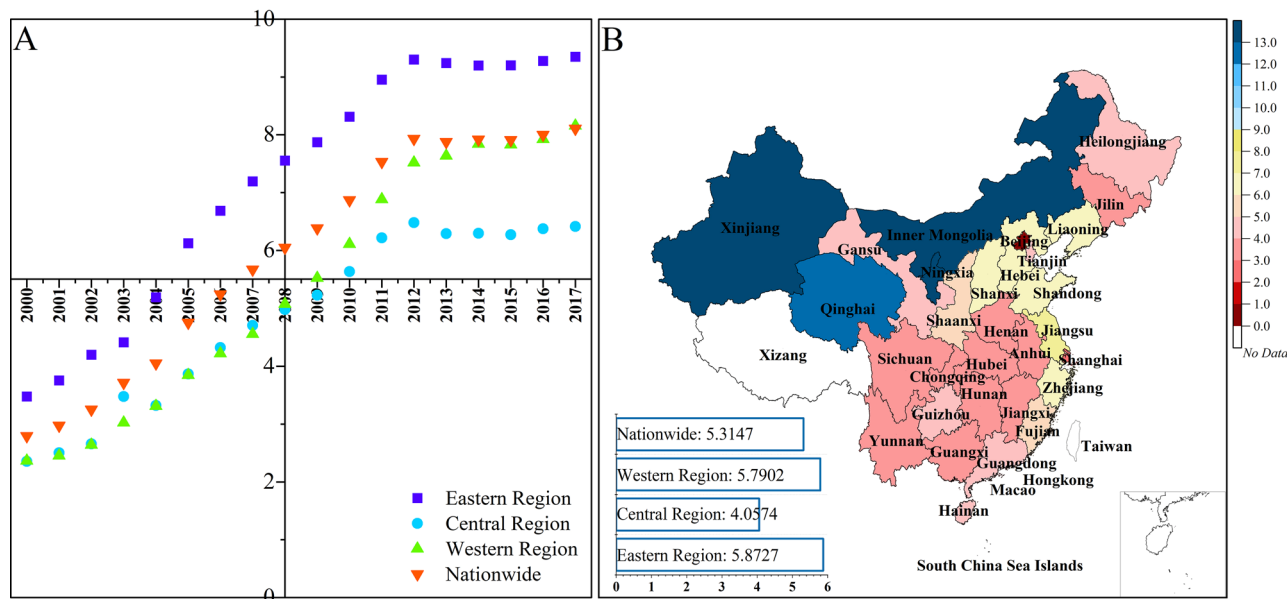 A
10
8
6
2000 2001 2002 2003 2004 2005 2006 2007 2008 2009 2010 2011 2012 2013 2014 2015 2016 2017
4
2
0
Eastern Region
Central Region
Western Region
Nationwide
B
Heilongjiang
Jilin
Xinjiang
Inner Mongolia
Liaoning
Gansu
Beijing
Tianjin
Ningxia
Hebei
Shanxi
Shandong
Qinghai
Shaanxi
Henan
Jiangsu
Xizang
Sichuan
Hubei
Anhui
Shanghai
Chongqing
Zhejiang
Hunan
Guizhou
Jiangxi
Fujian
Yunnan
Guangxi
Taiwan
Guangdong
Hongkong
Macao
Hainan
South China Sea Islands
Nationwide: 5.3147
Western Region: 5.7902
Central Region: 4.0574
Eastern Region: 5.8727
0 1 2 3 4 5 6
13.0
12.0
11.0
10.0
9.0
8.0
7.0
6.0
5.0
4.0
3.0
2.0
1.0
0.0
No Data